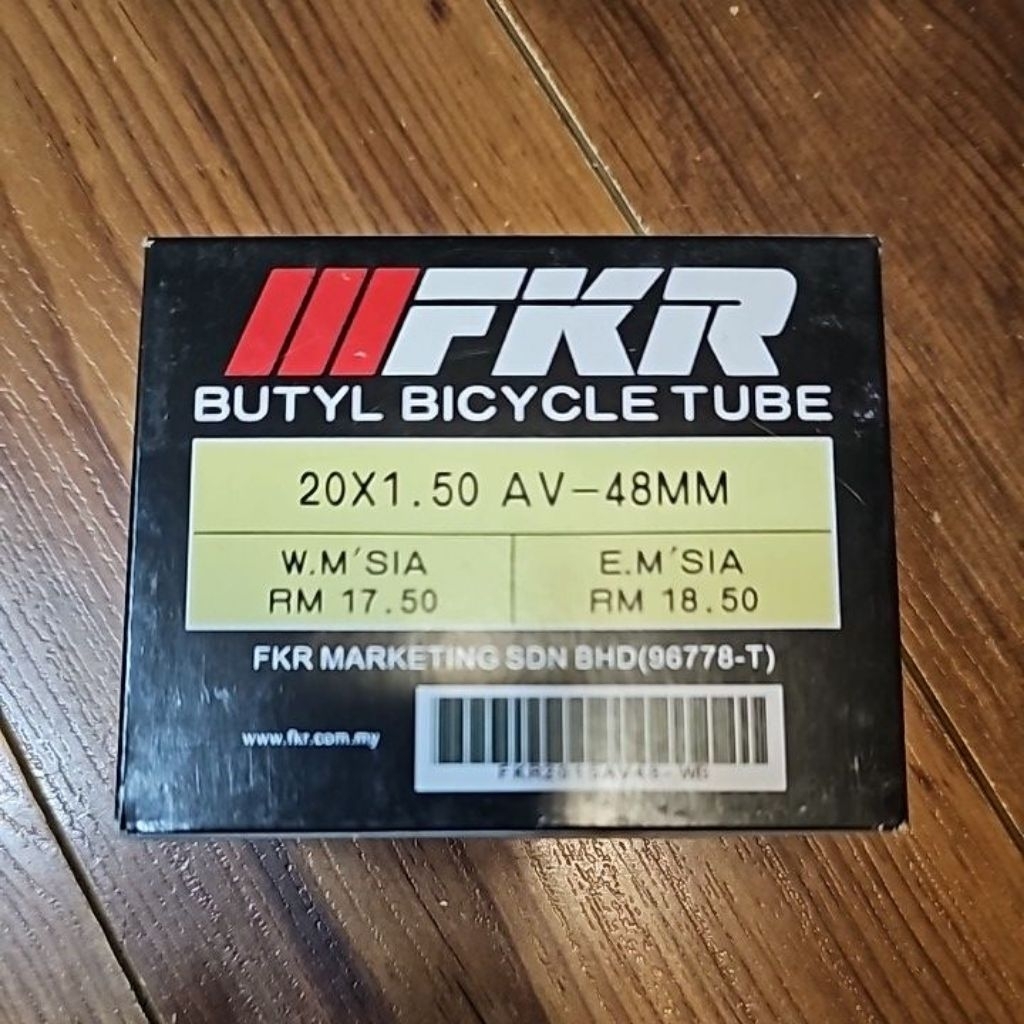 FKR
BUTYL BICYCLE TUBE
20X1.50 AV-48MM
W.M'SIA
RM 17.50
E.M'SIA
RM 18.50
FKR MARKETING SDN BHD(96778-T)
www.fkr.com.my